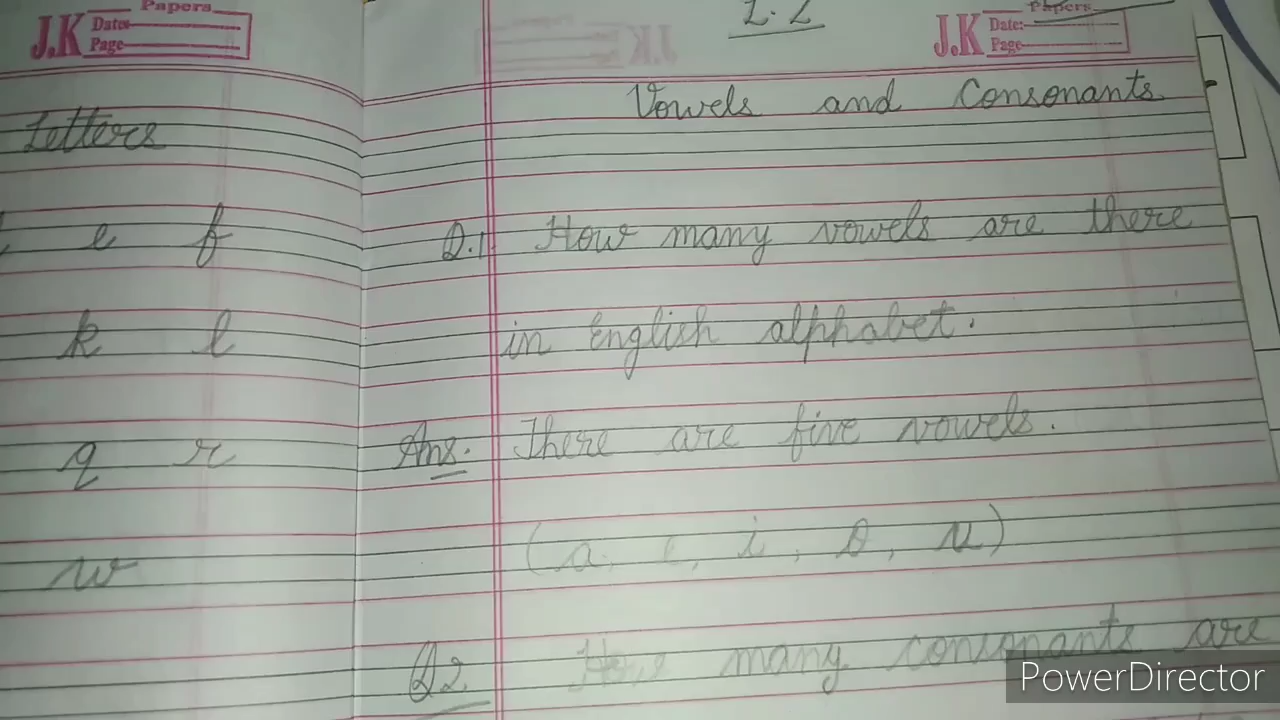 Papers
J.K Date:
Page
Letters
e f
k l
q r
w
L-2
Papers
J.K Date:
Page
Vowels and Consonants
Q.1 How many vowels are there
in English alphabet.
Ans. There are five vowels.
(a, e, i, o, u)
Q2. How many consonants are
PowerDirector